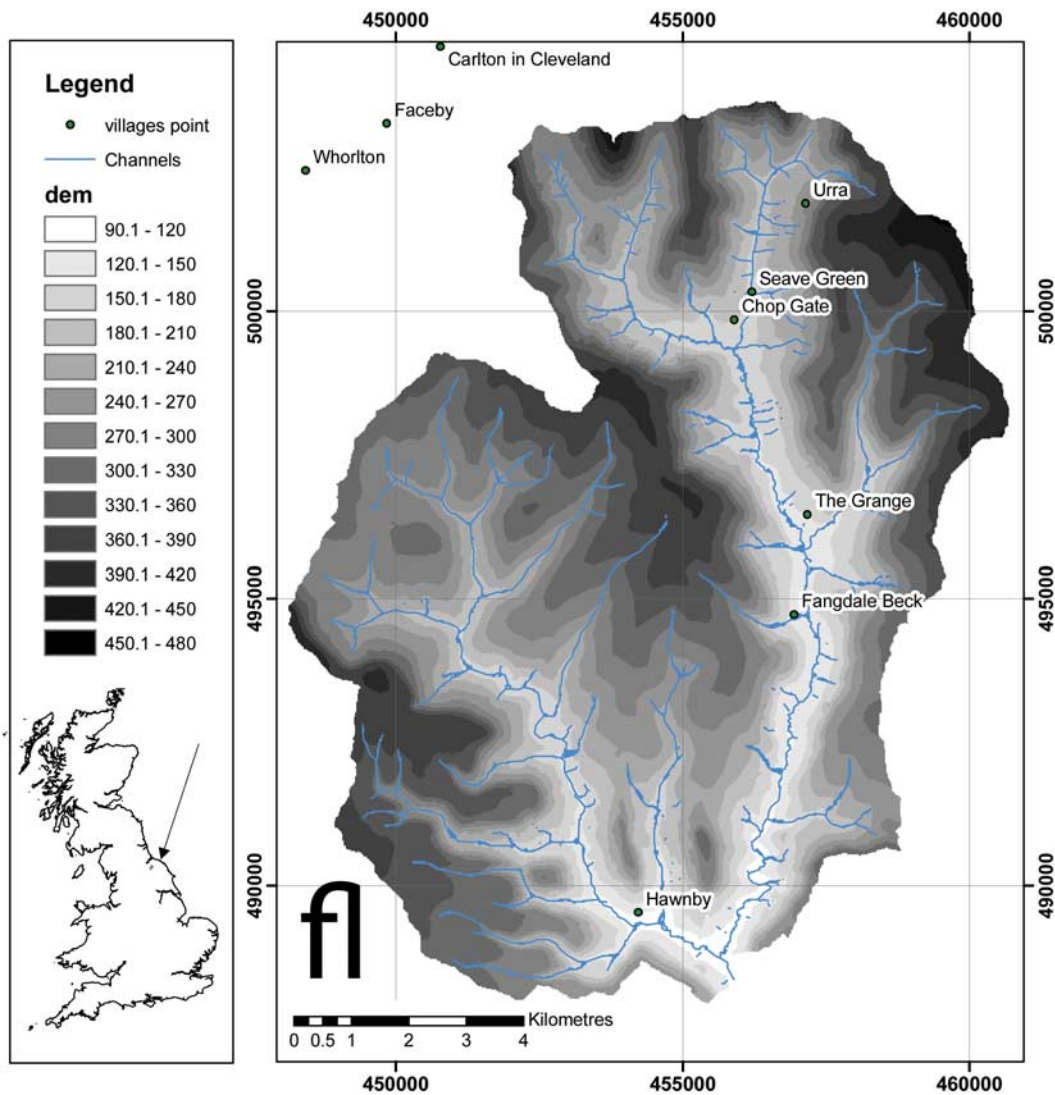 450000
455000
460000
Legend
villages point
Channels
dem
90.1 - 120
120.1 - 150
150.1 - 180
180.1 - 210
210.1 - 240
240.1 - 270
270.1 - 300
300.1 - 330
330.1 - 360
360.1 - 390
390.1 - 420
420.1 - 450
450.1 - 480
Carlton in Cleveland
Faceby
Whorlton
Urra
Seave Green
Chop Gate
The Grange
Fangdale Beck
Hawnby
500000
495000
490000
500000
495000
490000
fl
Kilometres
0 0.5 1 2 3 4
450000
455000
460000